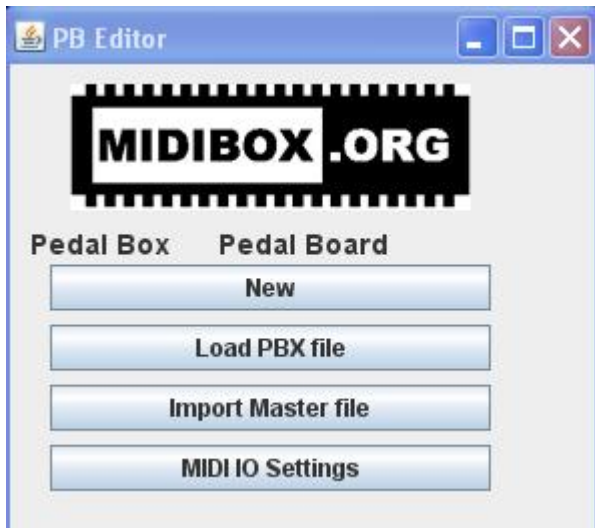 PB Editor
MIDIBOX.ORG
Pedal Box Pedal Board
New
Load PBX file
Import Master file
MIDI IO Settings